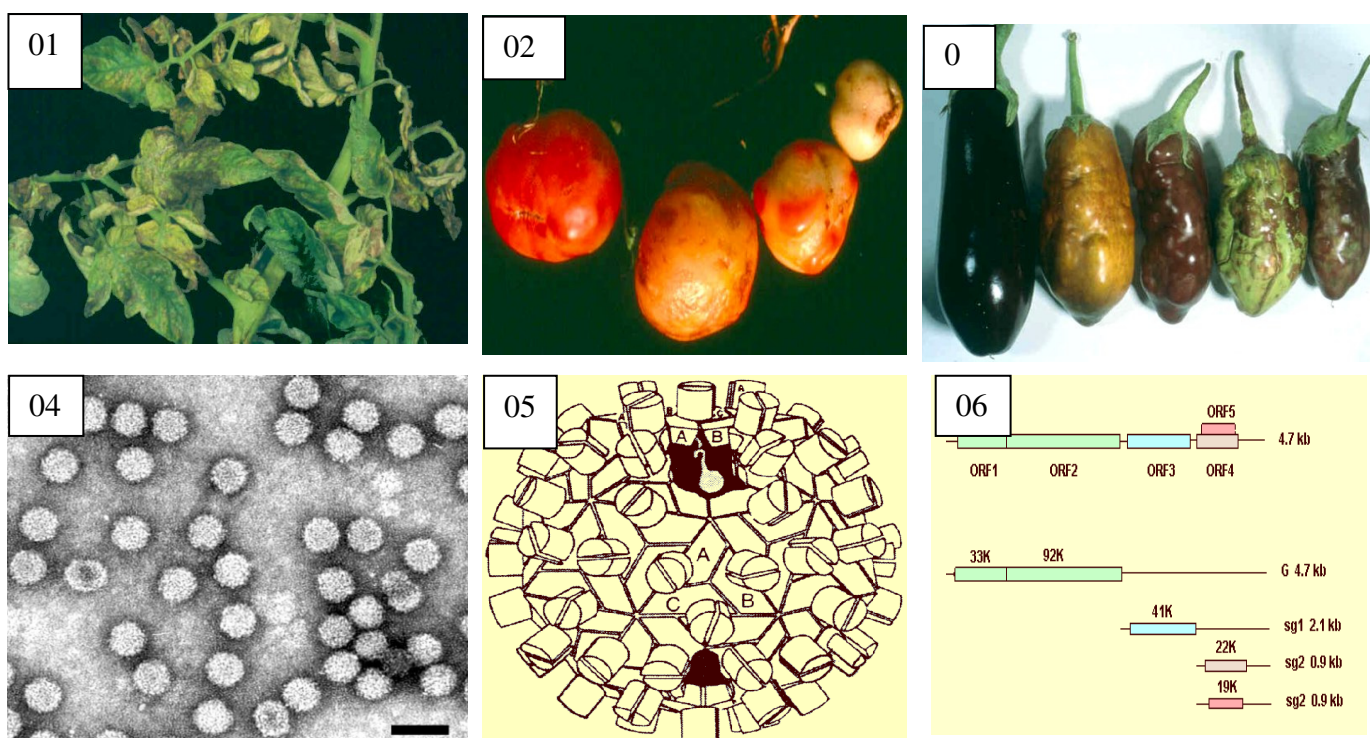 01
02
0
04
05
A
B
C
A
B
A
C
B
06
ORF5
4.7 kb
ORF1 ORF2 ORF3 ORF4
33K 92K
G 4.7 kb
41K
sg1 2.1 kb
22K
sg2 0.9 kb
19K
sg2 0.9 kb